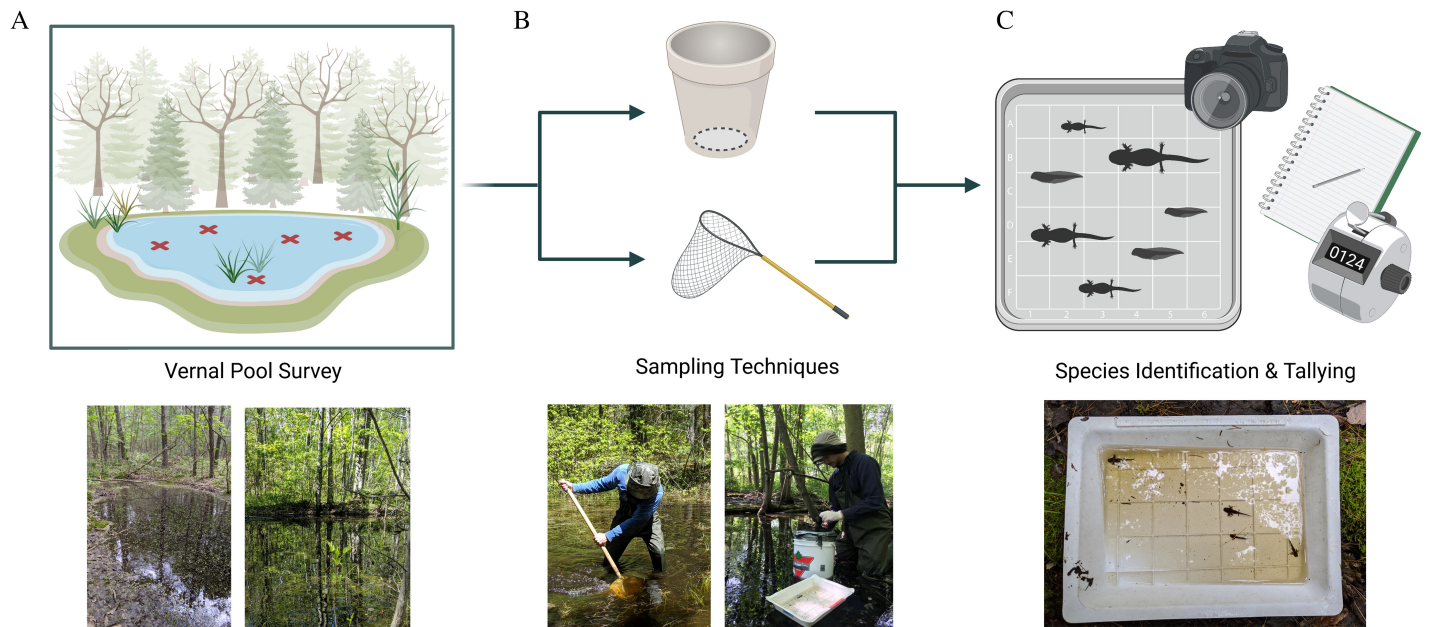 A
B
C
A
B
C
D
E
F
1 2 3 4 5 6
0124
Vernal Pool Survey
Sampling Techniques
Species Identification & Tallying